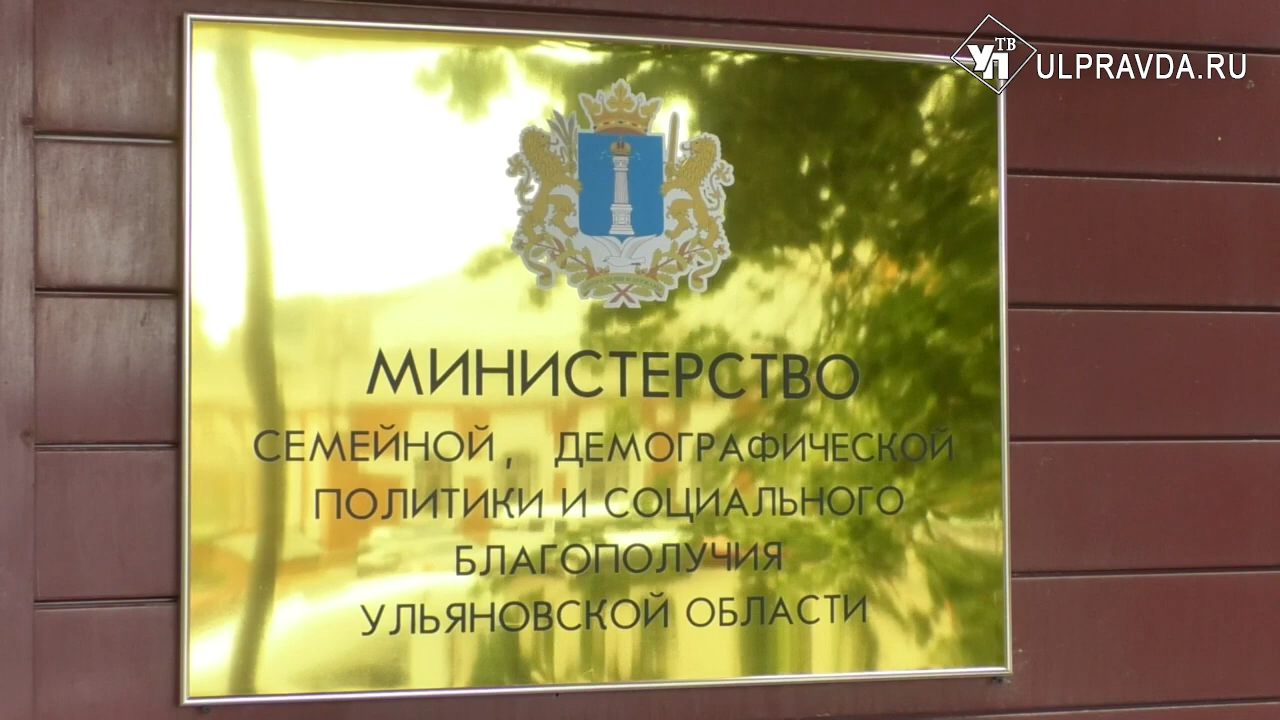 УП ТВ ULPRAVDA.RU
МИНИСТЕРСТВО
СЕМЕЙНОЙ, ДЕМОГРАФИЧЕСКОЙ
ПОЛИТИКИ И СОЦИАЛЬНОГО
БЛАГОПОЛУЧИЯ
УЛЬЯНОВСКОЙ ОБЛАСТИ